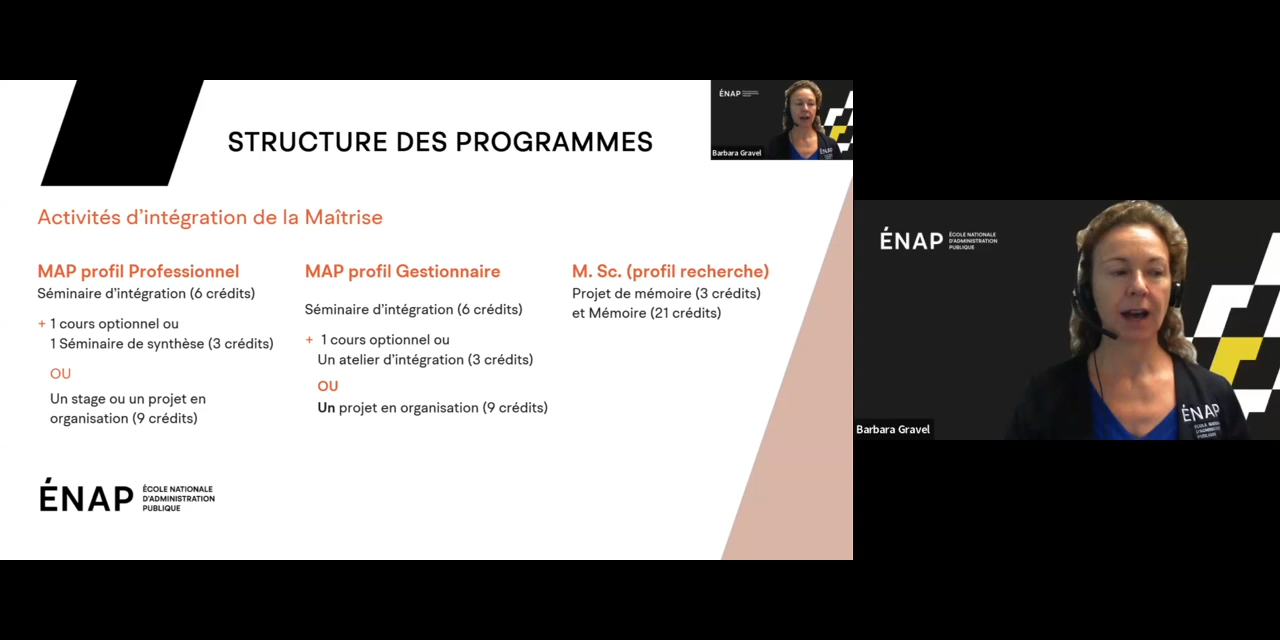 STRUCTURE DES PROGRAMMES
ÉNAP
Barbara Gravel
Activités d’intégration de la Maîtrise
MAP profil Professionnel
Séminaire d’intégration (6 crédits)
+ 1 cours optionnel ou
1 Séminaire de synthèse (3 crédits)
OU
Un stage ou un projet en
organisation (9 crédits)
MAP profil Gestionnaire
Séminaire d’intégration (6 crédits)
+ 1 cours optionnel ou
Un atelier d’intégration (3 crédits)
OU
Un projet en organisation (9 crédits)
M. Sc. (profil recherche)
Projet de mémoire (3 crédits)
et Mémoire (21 crédits)
ÉNAP
ÉCOLE NATIONALE
D’ADMINISTRATION
PUBLIQUE
ÉNAP
ÉCOLE NATIONALE
D’ADMINISTRATION
PUBLIQUE
ÉNAP
Barbara Gravel